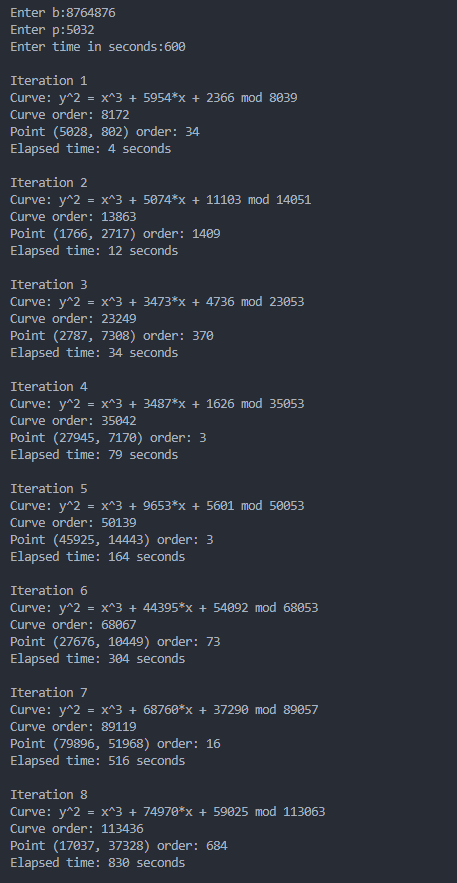 Enter b:8764876
Enter p:5032
Enter time in seconds:600
Iteration 1
Curve: y^2 = x^3 + 5954*x + 2366 mod 8039
Curve order: 8172
Point (5028, 802) order: 34
Elapsed time: 4 seconds
Iteration 2
Curve: y^2 = x^3 + 5074*x + 11103 mod 14051
Curve order: 13863
Point (1766, 2717) order: 1409
Elapsed time: 12 seconds
Iteration 3
Curve: y^2 = x^3 + 3473*x + 4736 mod 23053
Curve order: 23249
Point (2787, 7308) order: 370
Elapsed time: 34 seconds
Iteration 4
Curve: y^2 = x^3 + 3487*x + 1626 mod 35053
Curve order: 35042
Point (27945, 7170) order: 3
Elapsed time: 79 seconds
Iteration 5
Curve: y^2 = x^3 + 9653*x + 5601 mod 50053
Curve order: 50139
Point (45925, 14443) order: 3
Elapsed time: 164 seconds
Iteration 6
Curve: y^2 = x^3 + 44395*x + 54092 mod 68053
Curve order: 68067
Point (27676, 10449) order: 73
Elapsed time: 304 seconds
Iteration 7
Curve: y^2 = x^3 + 68760*x + 37290 mod 89057
Curve order: 89119
Point (79896, 51968) order: 16
Elapsed time: 516 seconds
Iteration 8
Curve: y^2 = x^3 + 74970*x + 59025 mod 113063
Curve order: 113436
Point (17037, 37328) order: 684
Elapsed time: 830 seconds